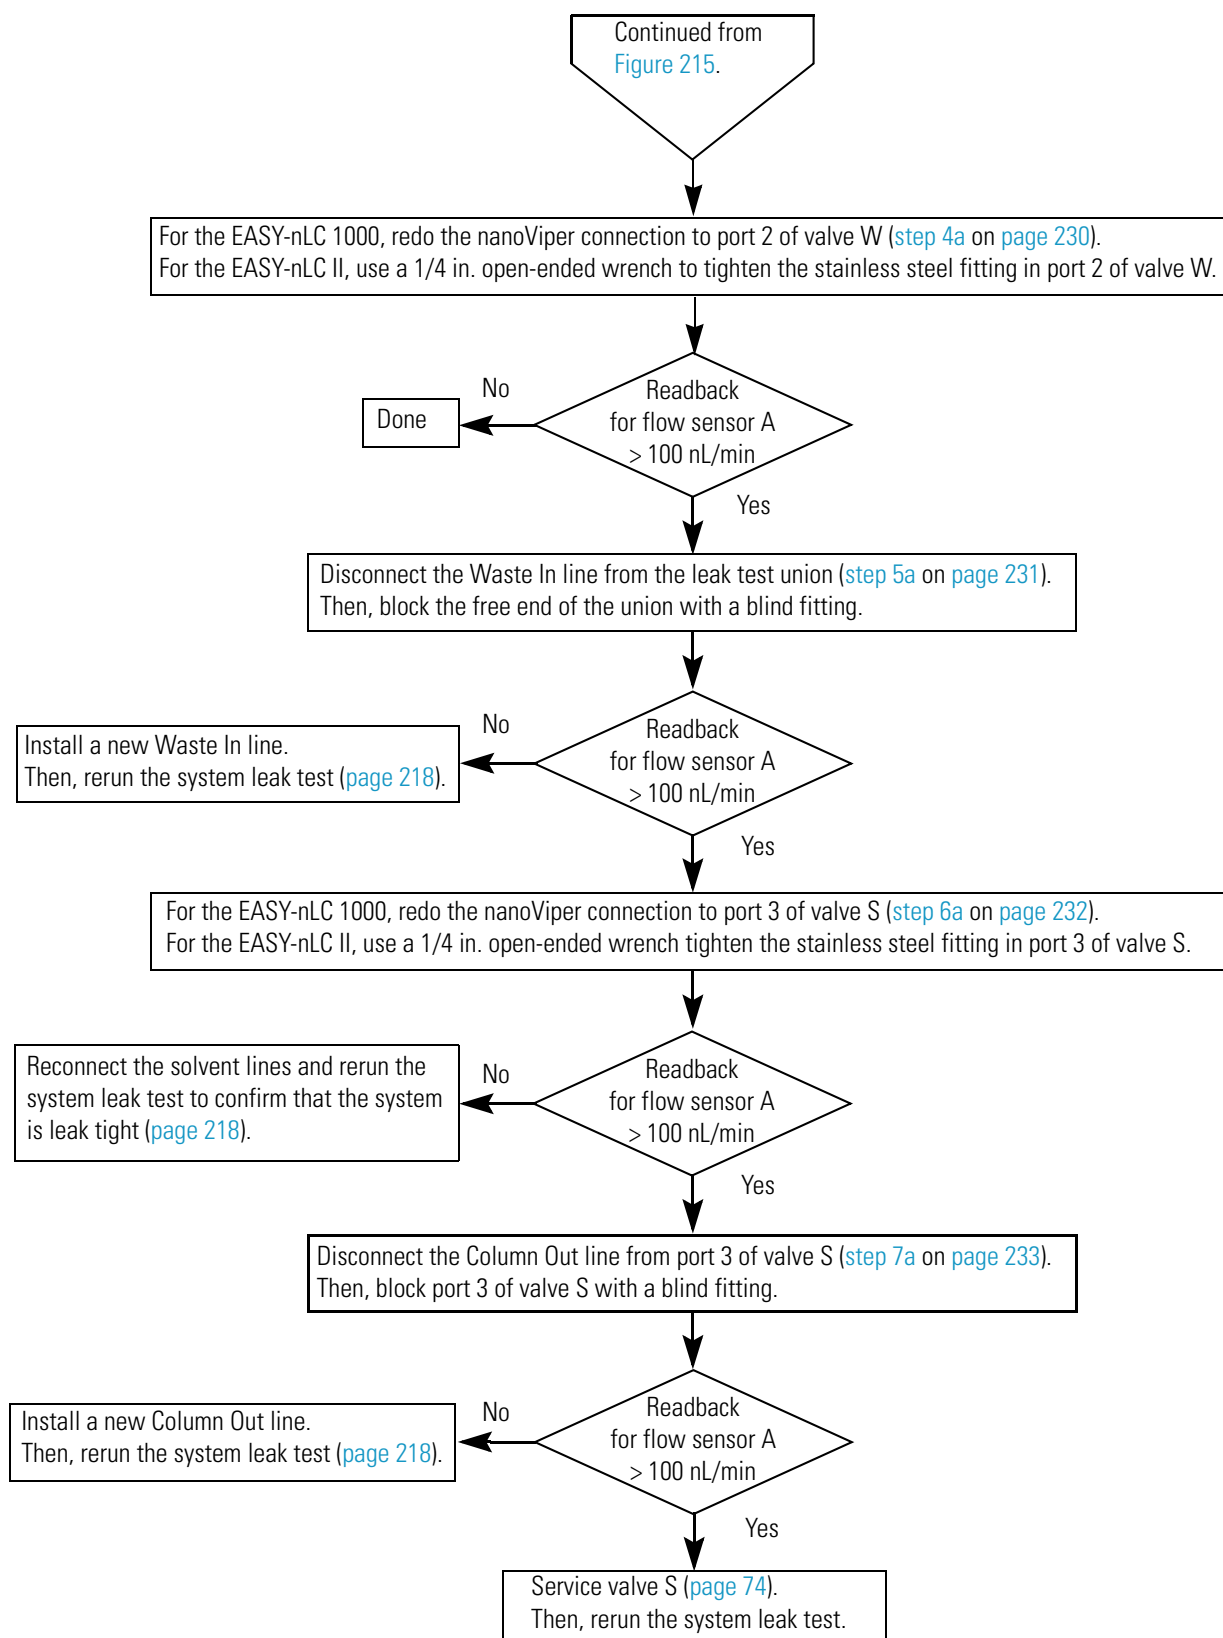 Continued from
Figure 215.
For the EASY-nLC 1000, redo the nanoViper connection to port 2 of valve W (step 4a on page 230).
For the EASY-nLC II, use a 1/4 in. open-ended wrench to tighten the stainless steel fitting in port 2 of valve W.
No
Readback
for flow sensor A
> 100 nL/min
Done
Yes
Disconnect the Waste In line from the leak test union (step 5a on page 231).
Then, block the free end of the union with a blind fitting.
No
Readback
for flow sensor A
> 100 nL/min
Install a new Waste In line.
Then, rerun the system leak test (page 218).
Yes
For the EASY-nLC 1000, redo the nanoViper connection to port 3 of valve S (step 6a on page 232).
For the EASY-nLC II, use a 1/4 in. open-ended wrench tighten the stainless steel fitting in port 3 of valve S.
No
Readback
for flow sensor A
> 100 nL/min
Reconnect the solvent lines and rerun the
system leak test to confirm that the system
is leak tight (page 218).
Yes
Disconnect the Column Out line from port 3 of valve S (step 7a on page 233).
Then, block port 3 of valve S with a blind fitting.
No
Readback
for flow sensor A
> 100 nL/min
Install a new Column Out line.
Then, rerun the system leak test (page 218).
Yes
Service valve S (page 74).
Then, rerun the system leak test.